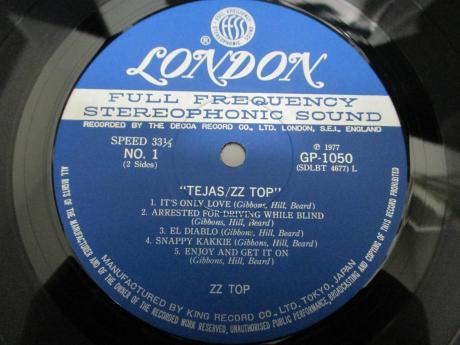 FULL FREQUENCY STEREOPHONIC SOUND
®
LONDON
FULL FREQUENCY
STEREOPHONIC SOUND
RECORDED BY THE DECCA RECORD CO., LTD. LONDON, S.E.I., ENGLAND
SPEED 33⅓
NO. 1
(2 Sides)
℗ 1977
GP-1050
(SDLBT 4677) L
"TEJAS/ZZ TOP"
1. IT'S ONLY LOVE (Gibbons, Hill, Beard)
2. ARRESTED FOR DRIVING WHILE BLIND
(Gibbons, Hill, Beard)
3. EL DIABLO (Gibbons, Hill, Beard)
4. SNAPPY KAKKIE (Gibbons, Hill, Beard)
5. ENJOY AND GET IT ON
(Gibbons, Hill, Beard)
ZZ TOP
MANUFACTURED BY KING RECORD CO., LTD. TOKYO, JAPAN
ALL RIGHTS OF THE MANUFACTURER AND OF THE OWNER OF THE RECORDED WORK RESERVED, UNAUTHORISED PUBLIC PERFORMANCE, BROADCASTING AND COPYING OF THIS RECORD PROHIBITED